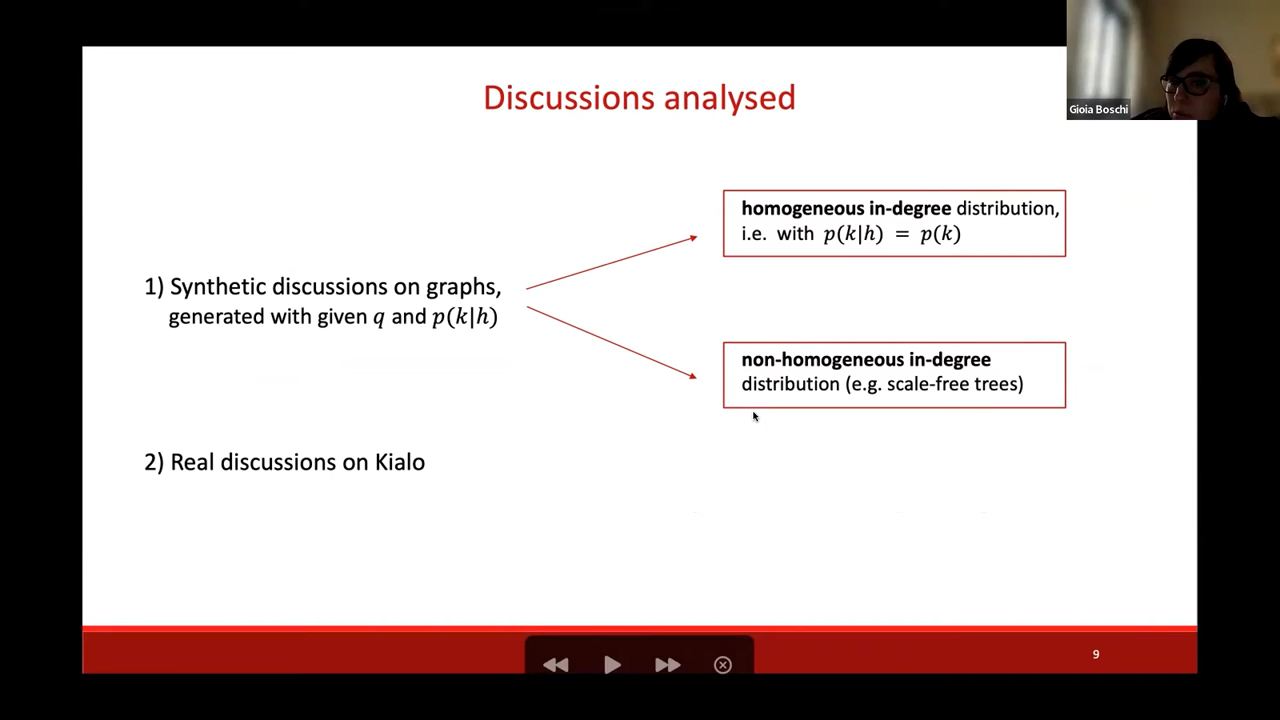 Discussions analysed
Gioia Boschi
homogeneous in-degree distribution,
i.e. with p(k|h) = p(k)
1) Synthetic discussions on graphs,
generated with given q and p(k|h)
non-homogeneous in-degree
distribution (e.g. scale-free trees)
2) Real discussions on Kialo
9